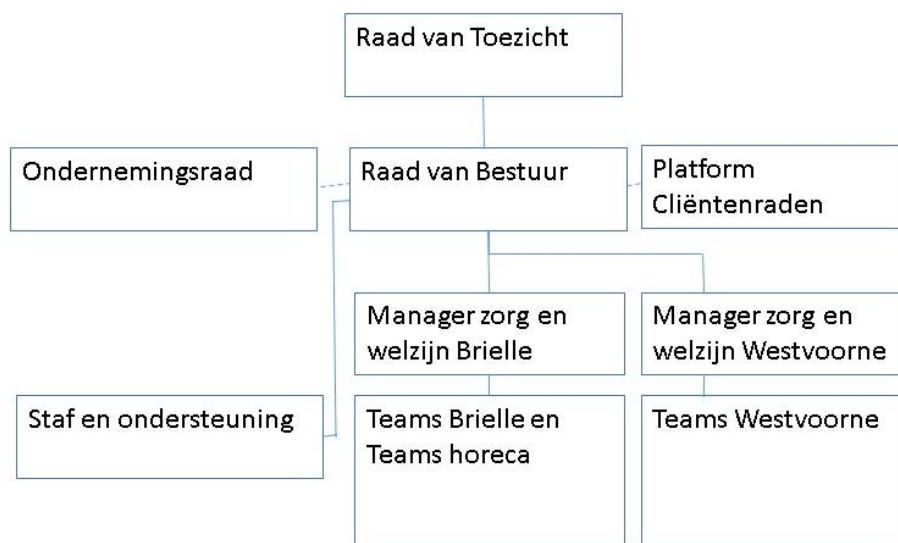 Raad van Toezicht
Ondernemingsraad
Raad van Bestuur
Platform
Cliëntenraden
Manager zorg en
welzijn Brielle
Manager zorg en
welzijn Westvoorne
Staf en ondersteuning
Teams Brielle en
Teams horeca
Teams Westvoorne